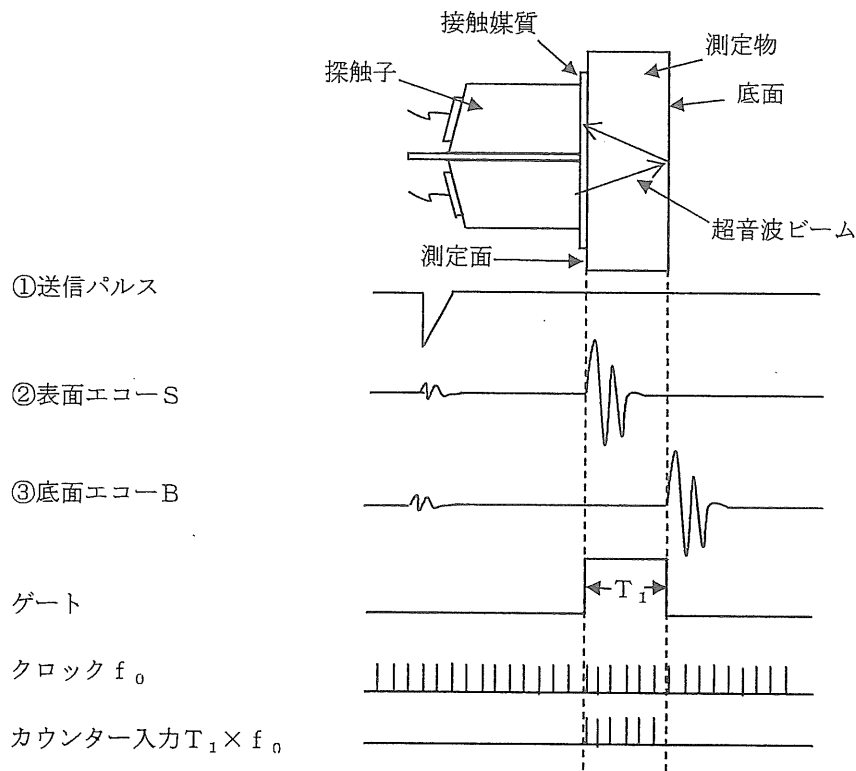 接触媒質
測定物
探触子
底面
超音波ビーム
測定面
①送信パルス
②表面エコーS
③底面エコーB
ゲート
T₁
クロックf₀
カウンター入力T₁×f₀